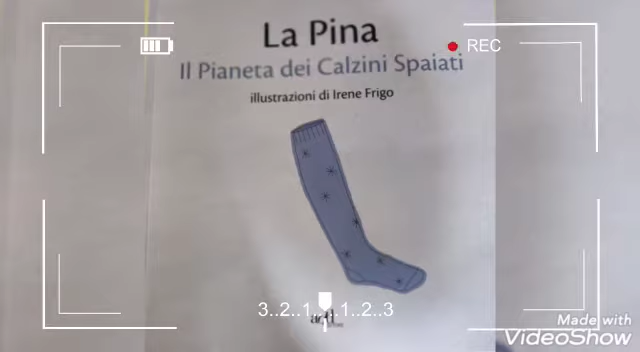 La Pina
REC
Il Pianeta dei Calzini Spaiati
illustrazioni di Irene Frigo
3..2..1..
.1..2..3
Made with
VideoShow